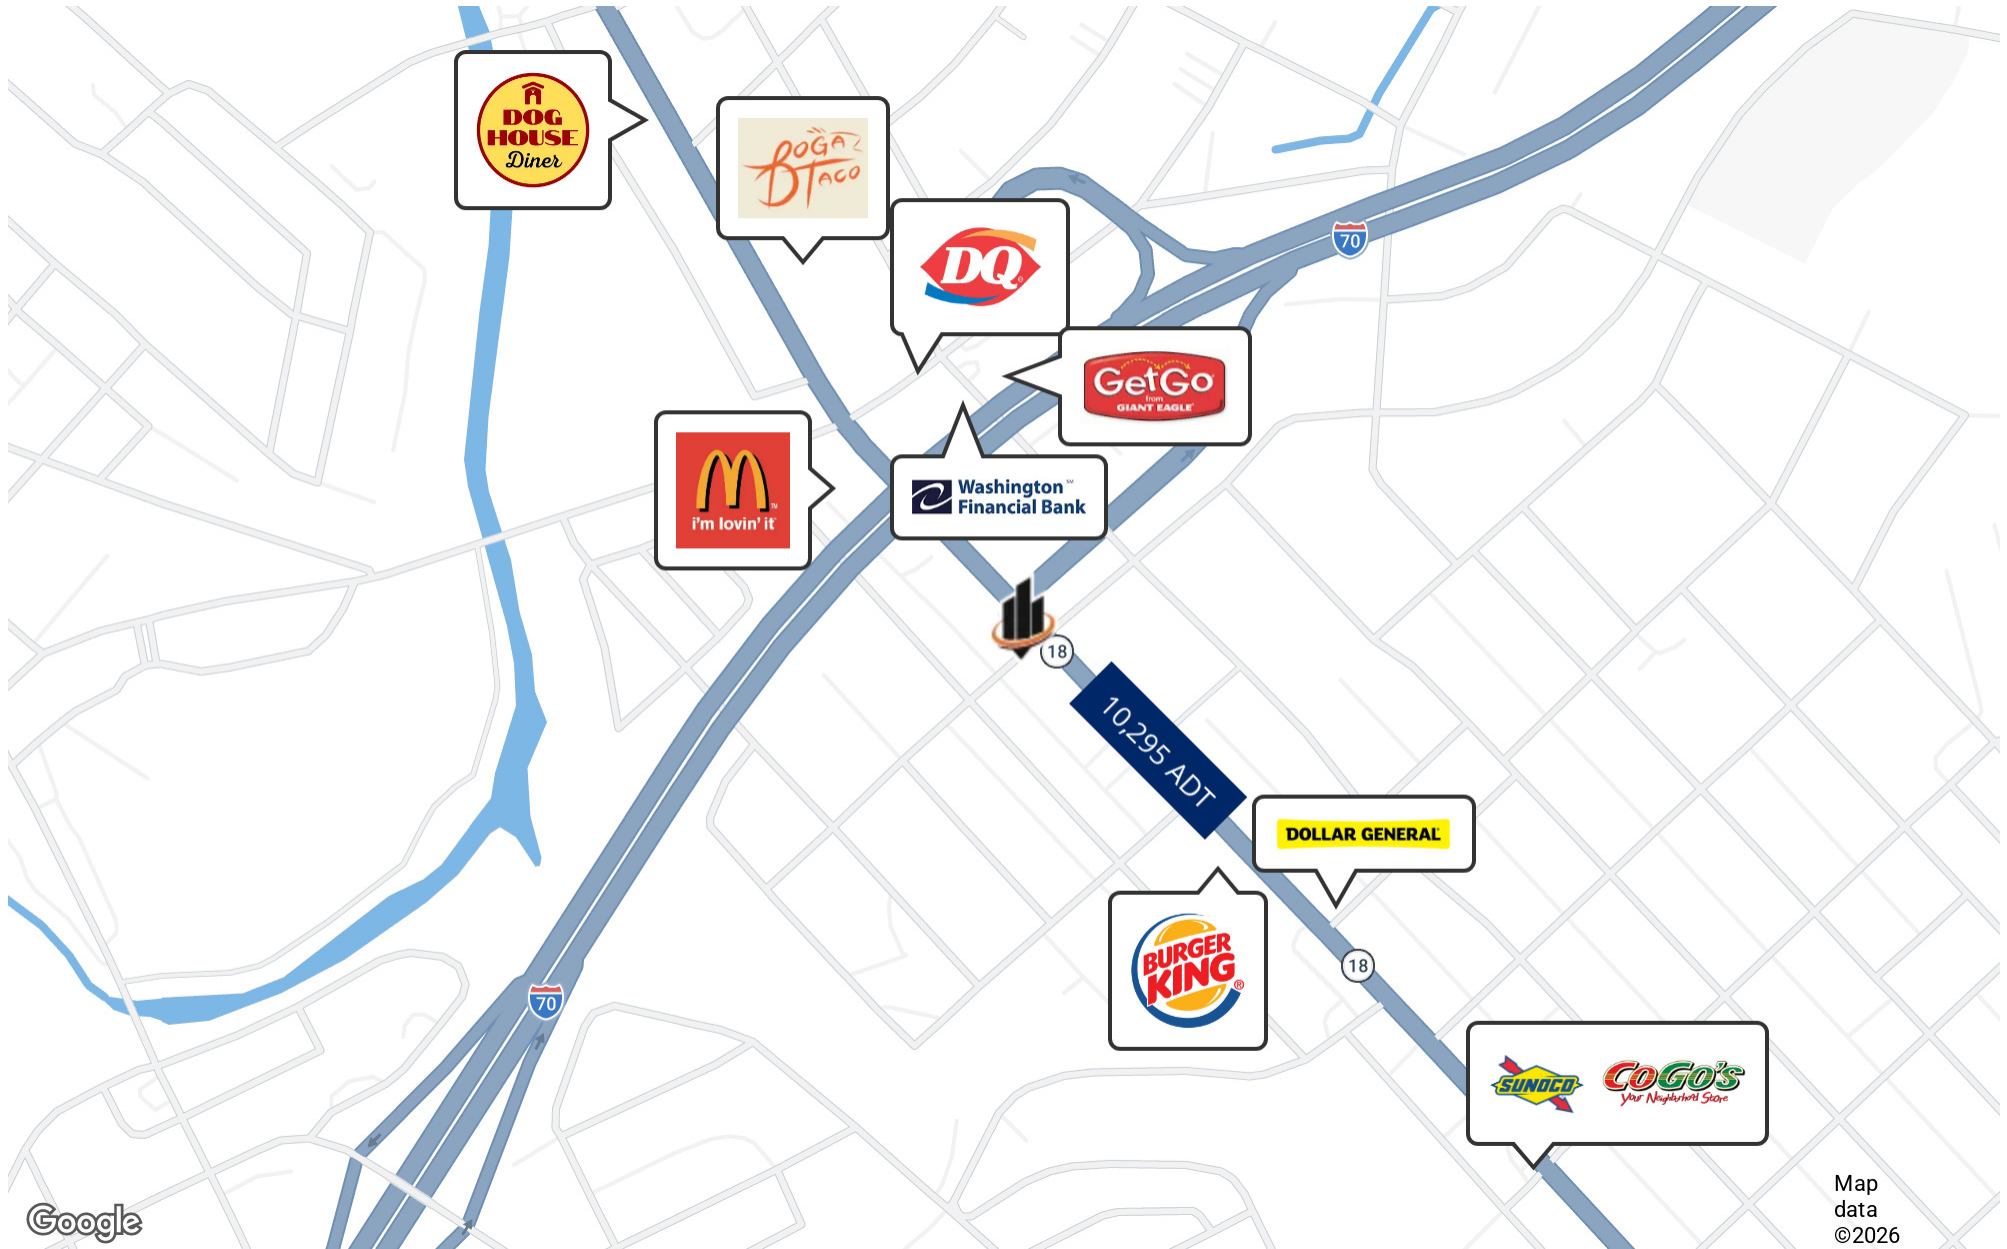 DOG
HOUSE
Diner
BOGAZ
TACO
DQ
70
GetGo
from
GIANT EAGLE
M
i'm lovin' it
Washington
Financial Bank
18
10,295 ADT
DOLLAR GENERAL
BURGER
KING
18
70
SUNOCO
CoGo's
Your Neighborhood Store
Google
Map
data
©2026